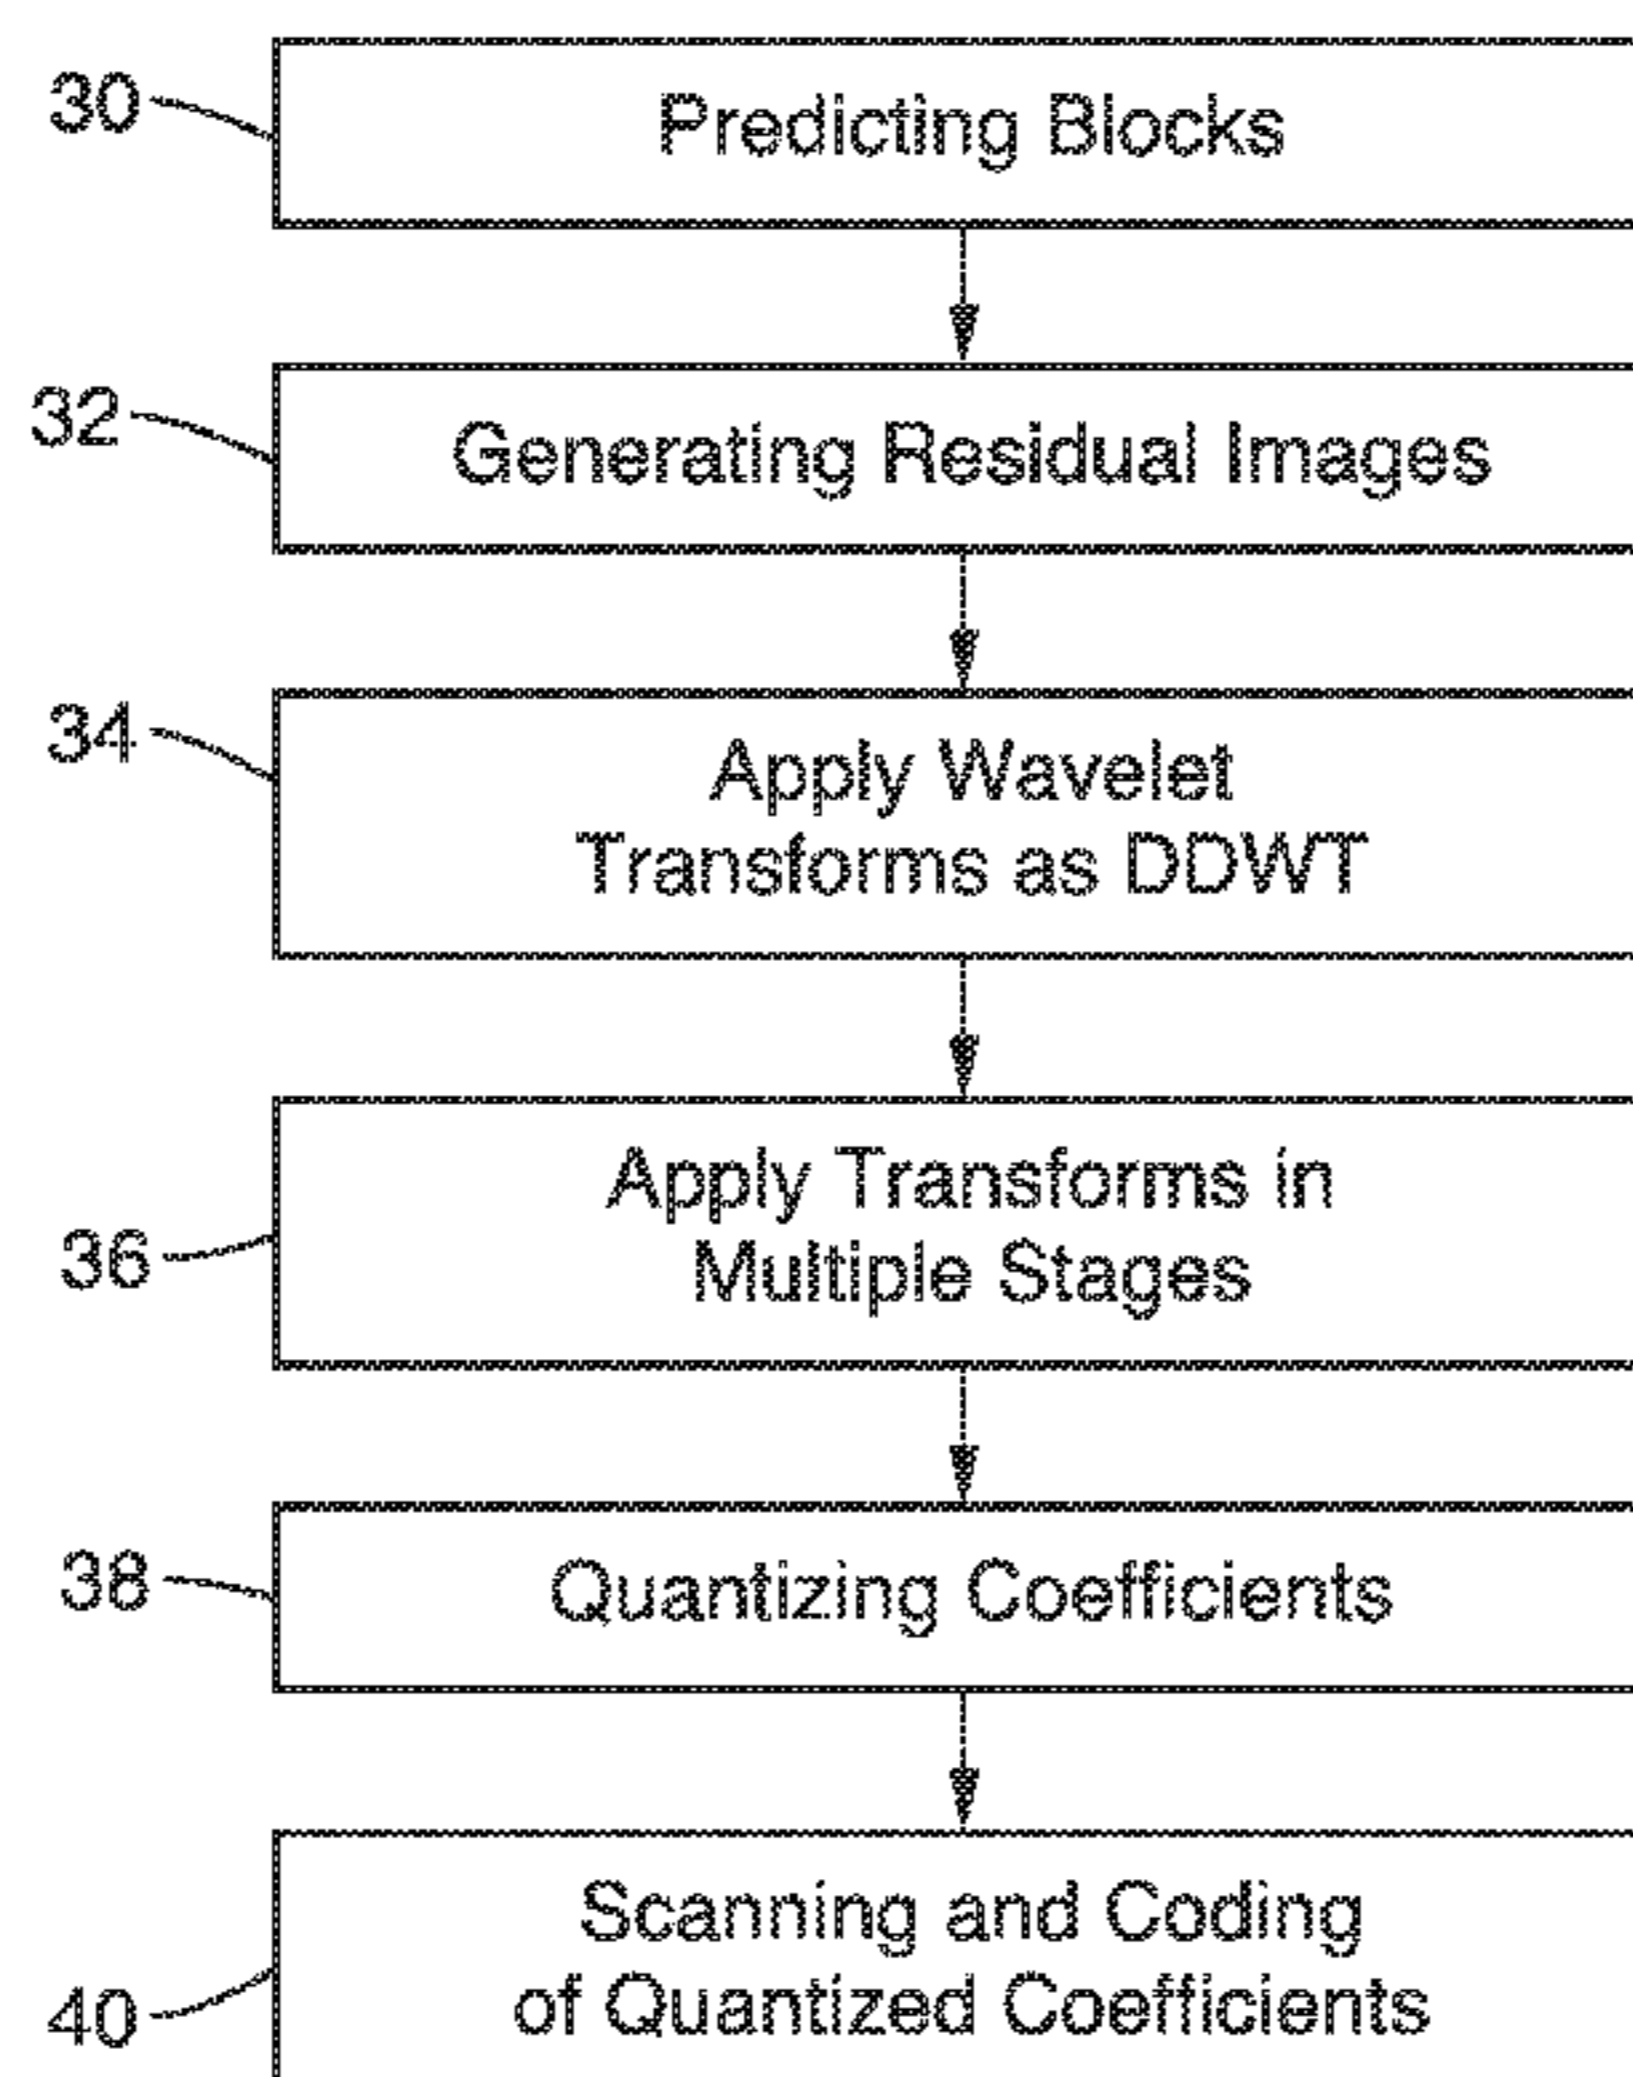 30
Predicting Blocks
32
Generating Residual Images
34
Apply Wavelet
Transforms as DDWT
36
Apply Transforms in
Multiple Stages
38
Quantizing Coefficients
40
Scanning and Coding
of Quantized Coefficients